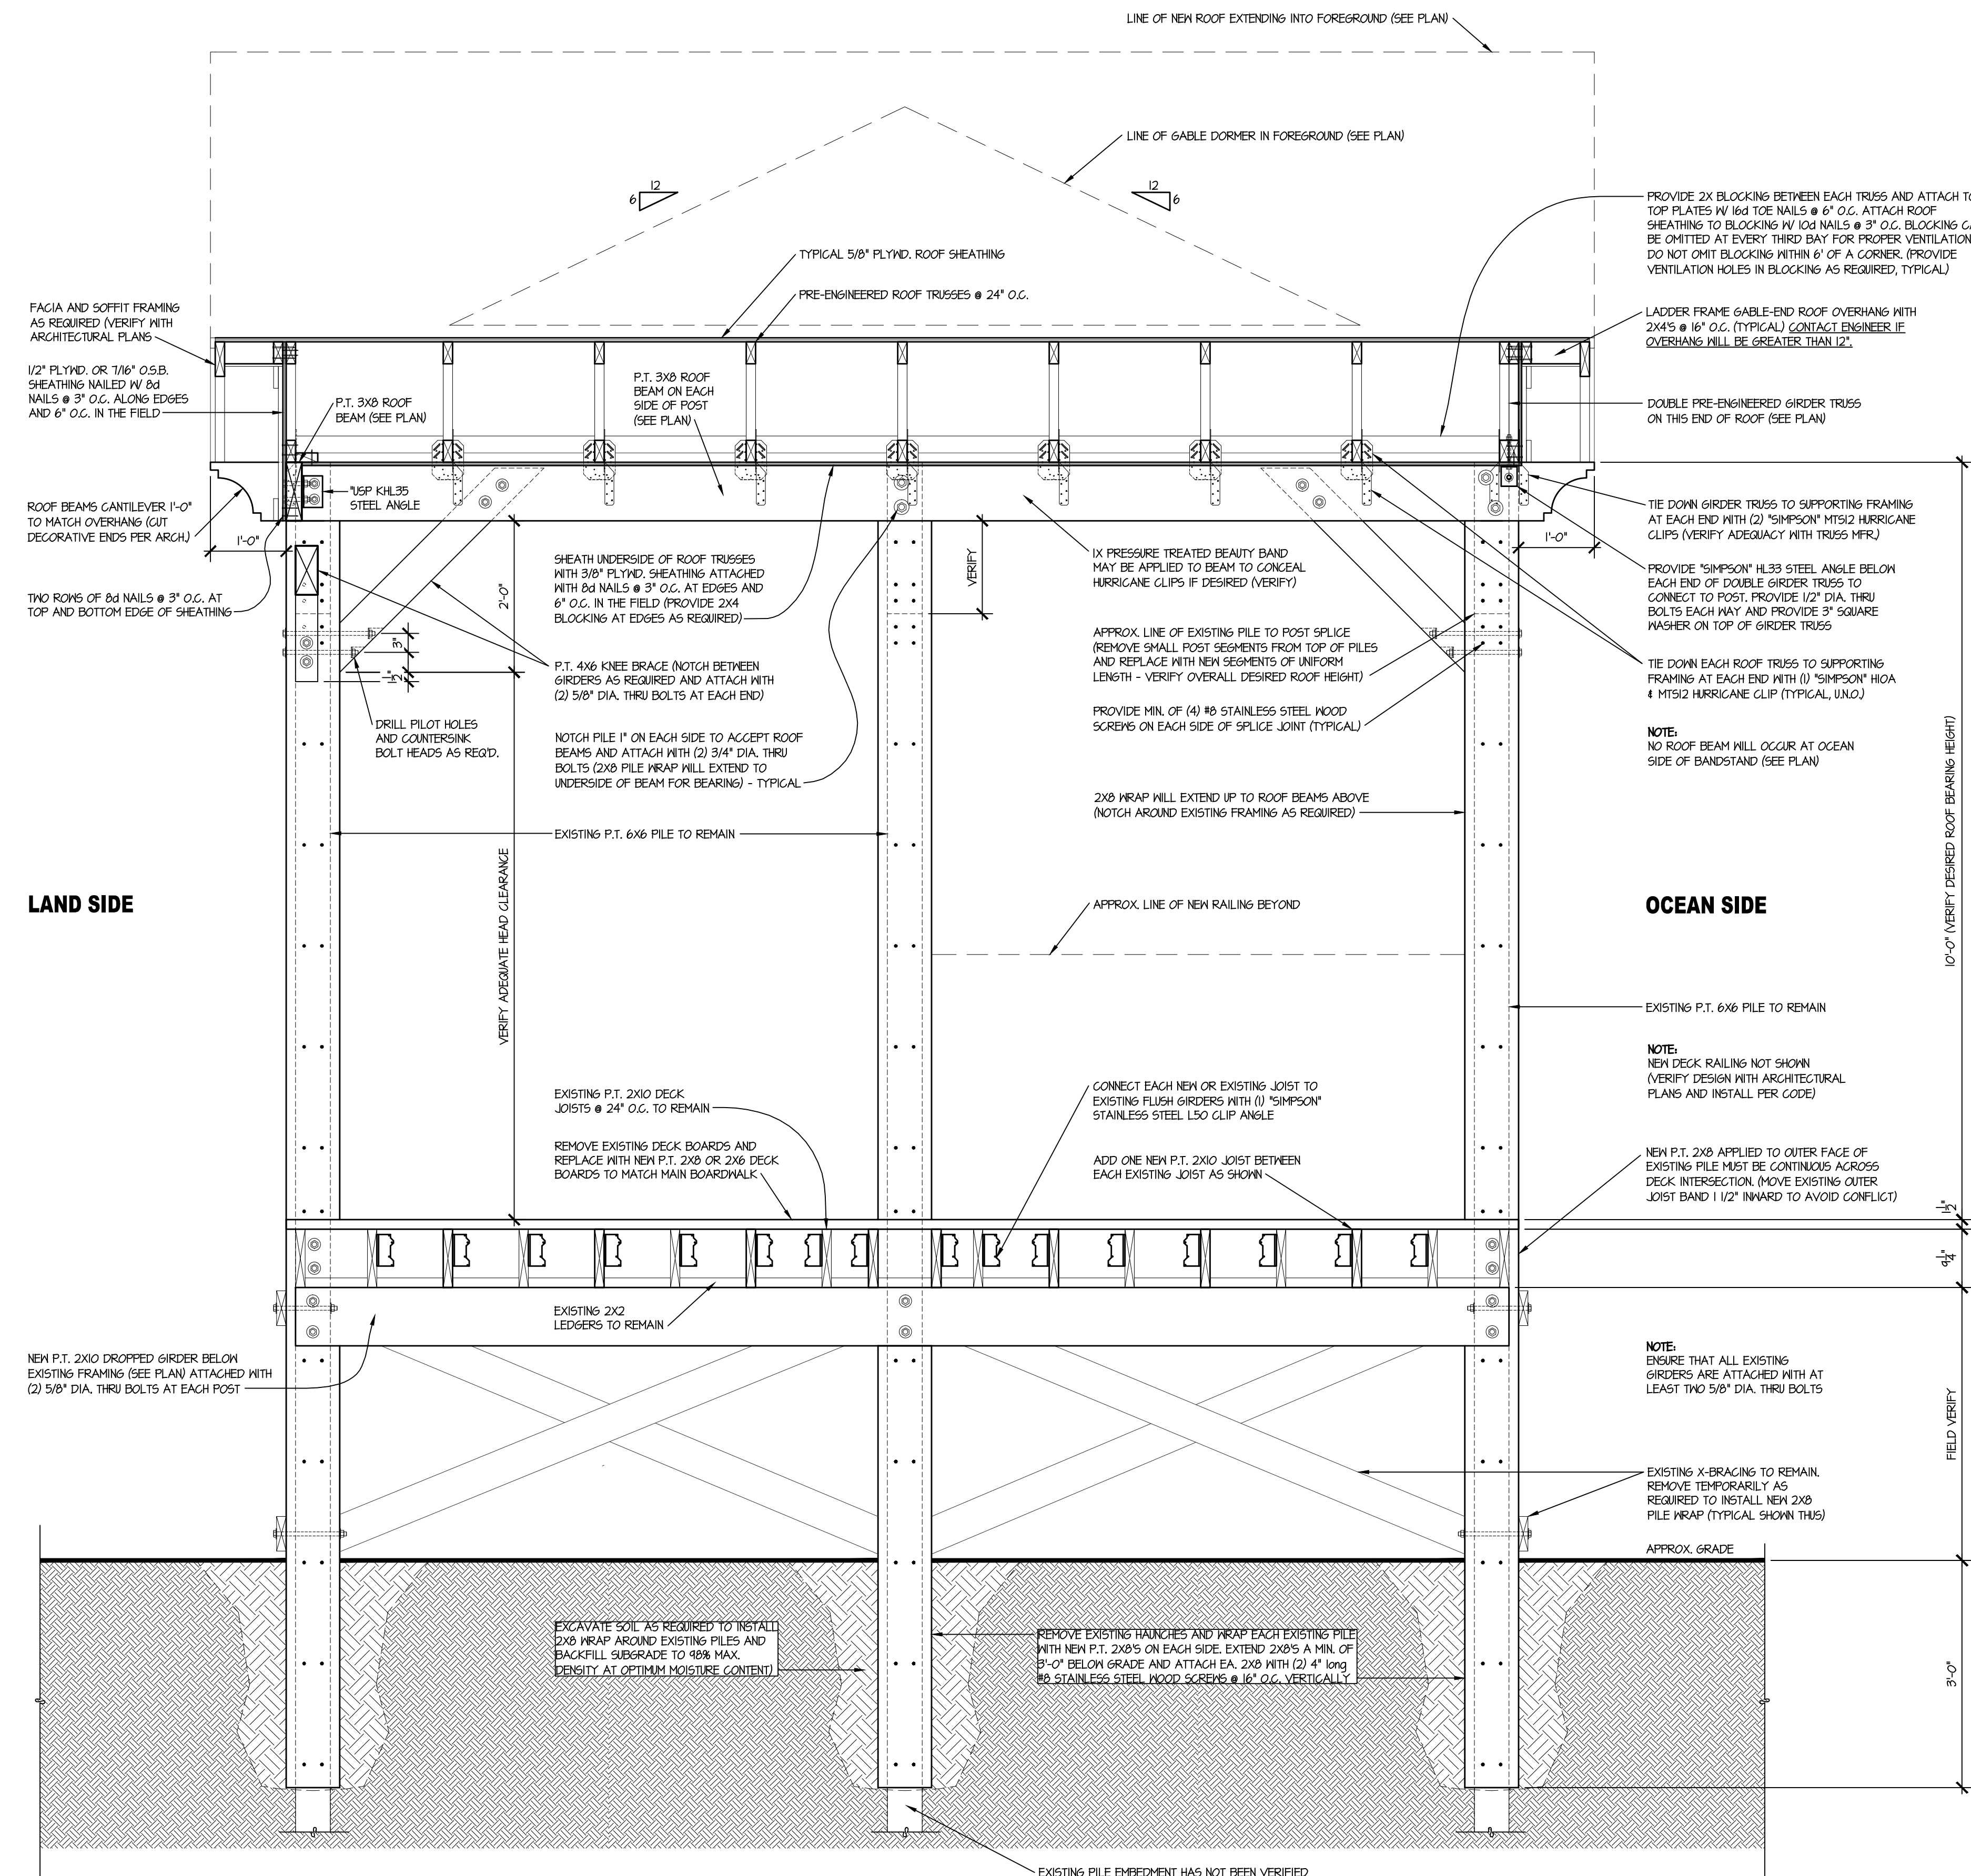 LINE OF NEW ROOF EXTENDING INTO FOREGROUND (SEE PLAN)
LINE OF GABLE DORMER IN FOREGROUND (SEE PLAN)
12
6
12
6
PROVIDE 2X BLOCKING BETWEEN EACH TRUSS AND ATTACH
TOP PLATES W/ 16d TOE NAILS @ 6" O.C. ATTACH ROOF
SHEATHING TO BLOCKING W/ 10d NAILS @ 3" O.C. BLOCKING
BE OMITTED AT EVERY THIRD BAY FOR PROPER VENTILATION
DO NOT OMIT BLOCKING WITHIN 6' OF A CORNER. (PROVIDE
VENTILATION HOLES IN BLOCKING AS REQUIRED, TYPICAL)
TYPICAL 5/8" PLYWD. ROOF SHEATHING
PRE-ENGINEERED ROOF TRUSSES @ 24" O.C.
FACIA AND SOFFIT FRAMING
AS REQUIRED (VERIFY WITH
ARCHITECTURAL PLANS
LADDER FRAME GABLE-END ROOF OVERHANG WITH
2X4'S @ 16" O.C. (TYPICAL) CONTACT ENGINEER IF
OVERHANG WILL BE GREATER THAN 12".
1/2" PLYWD. OR 7/16" O.S.B.
SHEATHING NAILED W/ 8d
NAILS @ 3" O.C. ALONG EDGES
AND 6" O.C. IN THE FIELD
P.T. 3X8 ROOF
BEAM (SEE PLAN)
P.T. 3X8 ROOF
BEAM ON EACH
SIDE OF POST
(SEE PLAN)
DOUBLE PRE-ENGINEERED GIRDER TRUSS
ON THIS END OF ROOF (SEE PLAN)
"USP KHL35
STEEL ANGLE
ROOF BEAMS CANTILEVER 1'-0"
TO MATCH OVERHANG (CUT
DECORATIVE ENDS PER ARCH.)
1'-0"
1'-0"
TIE DOWN GIRDER TRUSS TO SUPPORTING FRAMING
AT EACH END WITH (2) "SIMPSON" MTS12 HURRICANE
CLIPS (VERIFY ADEQUACY WITH TRUSS MFR.)
SHEATH UNDERSIDE OF ROOF TRUSSES
WITH 3/8" PLYWD. SHEATHING ATTACHED
WITH 8d NAILS @ 3" O.C. AT EDGES AND
6" O.C. IN THE FIELD (PROVIDE 2X4
BLOCKING AT EDGES AS REQUIRED)
VERIFY
1X PRESSURE TREATED BEAUTY BAND
MAY BE APPLIED TO BEAM TO CONCEAL
HURRICANE CLIPS IF DESIRED (VERIFY)
PROVIDE "SIMPSON" HL33 STEEL ANGLE BELOW
EACH END OF DOUBLE GIRDER TRUSS TO
CONNECT TO POST. PROVIDE 1/2" DIA. THRU
BOLTS EACH WAY AND PROVIDE 3" SQUARE
WASHER ON TOP OF GIRDER TRUSS
TWO ROWS OF 8d NAILS @ 3" O.C. AT
TOP AND BOTTOM EDGE OF SHEATHING
2'-0"
3"
1 1/2"
P.T. 4X6 KNEE BRACE (NOTCH BETWEEN
GIRDERS AS REQUIRED AND ATTACH WITH
(2) 5/8" DIA. THRU BOLTS AT EACH END)
APPROX. LINE OF EXISTING PILE TO POST SPLICE
(REMOVE SMALL POST SEGMENTS FROM TOP OF PILES
AND REPLACE WITH NEW SEGMENTS OF UNIFORM
LENGTH - VERIFY OVERALL DESIRED ROOF HEIGHT)
TIE DOWN EACH ROOF TRUSS TO SUPPORTING
FRAMING AT EACH END WITH (1) "SIMPSON" H10A
& MTS12 HURRICANE CLIP (TYPICAL, U.N.O.)
DRILL PILOT HOLES
AND COUNTERSINK
BOLT HEADS AS REQ'D.
PROVIDE MIN. OF (4) #8 STAINLESS STEEL WOOD
SCREWS ON EACH SIDE OF SPLICE JOINT (TYPICAL)
NOTCH PILE 1" ON EACH SIDE TO ACCEPT ROOF
BEAMS AND ATTACH WITH (2) 3/4" DIA. THRU
BOLTS (2X8 PILE WRAP WILL EXTEND TO
UNDERSIDE OF BEAM FOR BEARING) - TYPICAL
NOTE:
NO ROOF BEAM WILL OCCUR AT OCEAN
SIDE OF BANDSTAND (SEE PLAN)
10'-0" (VERIFY DESIRED ROOF BEARING HEIGHT)
2X8 WRAP WILL EXTEND UP TO ROOF BEAMS ABOVE
(NOTCH AROUND EXISTING FRAMING AS REQUIRED)
EXISTING P.T. 6X6 PILE TO REMAIN
VERIFY ADEQUATE HEAD CLEARANCE
LAND SIDE
APPROX. LINE OF NEW RAILING BEYOND
OCEAN SIDE
EXISTING P.T. 6X6 PILE TO REMAIN
NOTE:
NEW DECK RAILING NOT SHOWN
(VERIFY DESIGN WITH ARCHITECTURAL
PLANS AND INSTALL PER CODE)
EXISTING P.T. 2X10 DECK
JOISTS @ 24" O.C. TO REMAIN
CONNECT EACH NEW OR EXISTING JOIST TO
EXISTING FLUSH GIRDERS WITH (1) "SIMPSON"
STAINLESS STEEL L50 CLIP ANGLE
REMOVE EXISTING DECK BOARDS AND
REPLACE WITH NEW P.T. 2X8 OR 2X6 DECK
BOARDS TO MATCH MAIN BOARDWALK
ADD ONE NEW P.T. 2X10 JOIST BETWEEN
EACH EXISTING JOIST AS SHOWN
NEW P.T. 2X8 APPLIED TO OUTER FACE OF
EXISTING PILE MUST BE CONTINUOUS ACROSS
DECK INTERSECTION. (MOVE EXISTING OUTER
JOIST BAND 1 1/2" INWARD TO AVOID CONFLICT)
1 1/2"
9 1/4"
EXISTING 2X2
LEDGERS TO REMAIN
NEW P.T. 2X10 DROPPED GIRDER BELOW
EXISTING FRAMING (SEE PLAN) ATTACHED WITH
(2) 5/8" DIA. THRU BOLTS AT EACH POST
NOTE:
ENSURE THAT ALL EXISTING
GIRDERS ARE ATTACHED WITH AT
LEAST TWO 5/8" DIA. THRU BOLTS
FIELD VERIFY
EXISTING X-BRACING TO REMAIN.
REMOVE TEMPORARILY AS
REQUIRED TO INSTALL NEW 2X8
PILE WRAP (TYPICAL SHOWN THUS)
APPROX. GRADE
EXCAVATE SOIL AS REQUIRED TO INSTALL
2X8 WRAP AROUND EXISTING PILES AND
BACKFILL SUBGRADE TO 98% MAX.
DENSITY AT OPTIMUM MOISTURE CONTENT)
REMOVE EXISTING HAUNCHES AND WRAP EACH EXISTING PILE
WITH NEW P.T. 2X8'S ON EACH SIDE. EXTEND 2X8'S A MIN. OF
3'-0" BELOW GRADE AND ATTACH EA. 2X8 WITH (2) 4" long
#8 STAINLESS STEEL WOOD SCREWS @ 16" O.C. VERTICALLY
3'-0"
EXISTING PILE EMBEDMENT HAS NOT BEEN VERIFIED